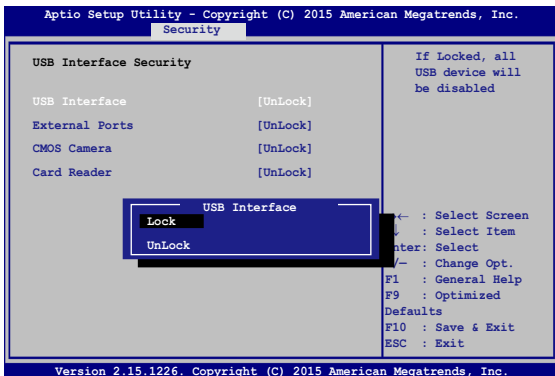 Aptio Setup Utility - Copyright (C) 2015 American Megatrends, Inc.
Security
USB Interface Security
USB Interface [UnLock]
External Ports [UnLock]
CMOS Camera [UnLock]
Card Reader [UnLock]
USB Interface
Lock
UnLock
If Locked, all
USB device will
be disabled
→← : Select Screen
↓ : Select Item
nter: Select
/— : Change Opt.
F1 : General Help
F9 : Optimized
Defaults
F10 : Save & Exit
ESC : Exit
Version 2.15.1226. Copyright (C) 2015 American Megatrends, Inc.